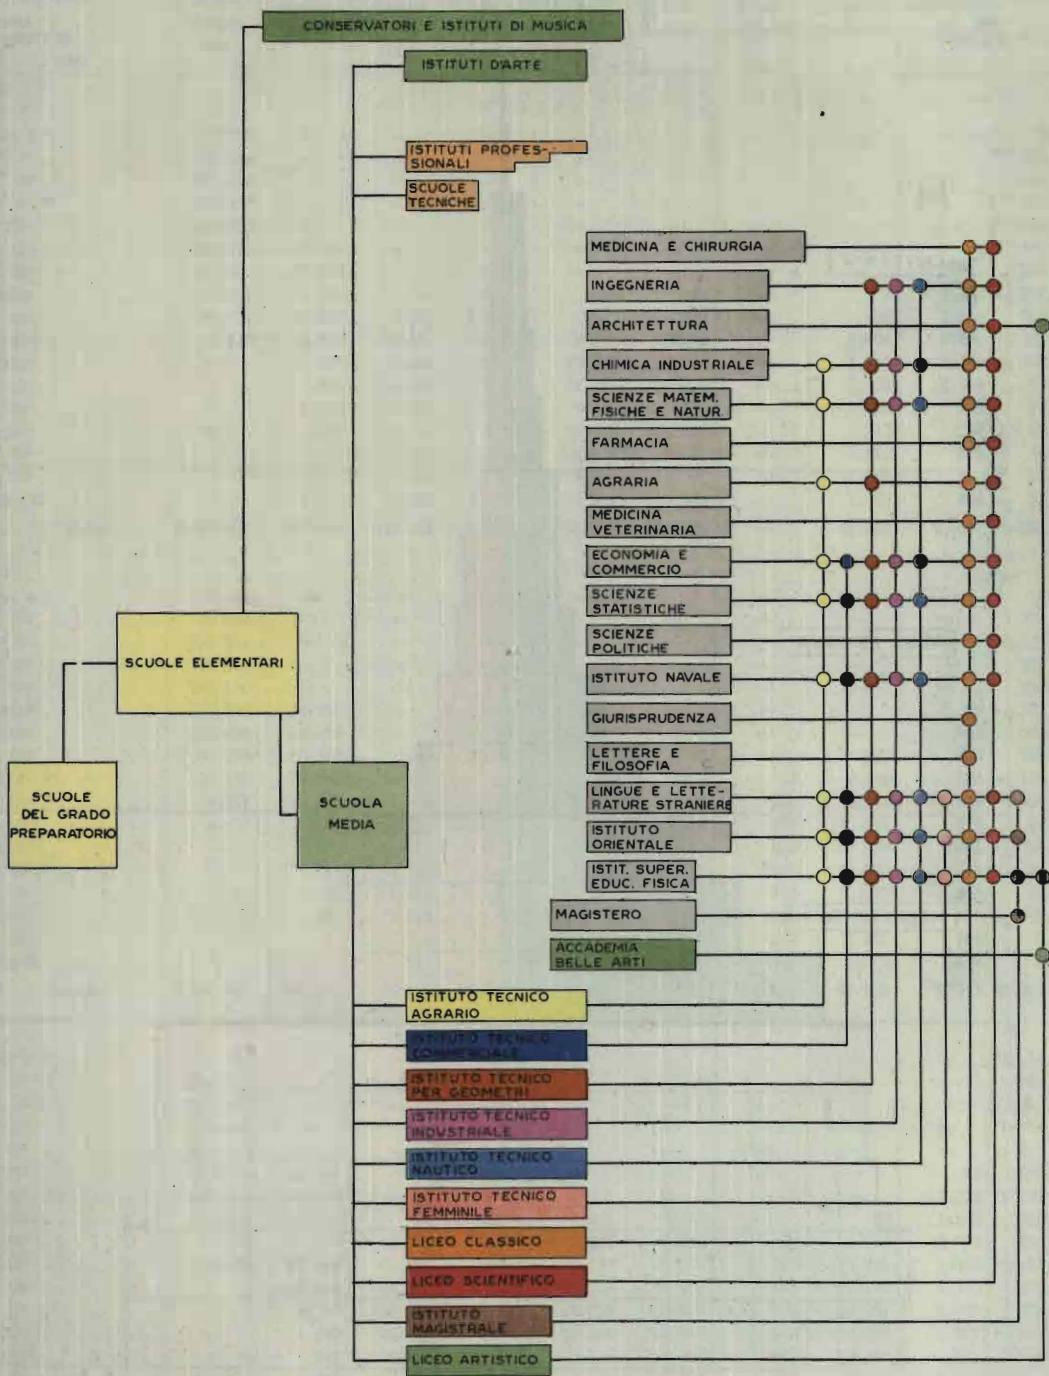 CONSERVATORI E ISTITUTI DI MUSICA
ISTITUTI D'ARTE
ISTITUTI PROFES-
SIONALI
SCUOLE
TECNICHE
MEDICINA E CHIRURGIA
INGEGNERIA
ARCHITETTURA
CHIMICA INDUSTRIALE
SCIENZE MATEM.
FISICHE E NATUR.
FARMACIA
AGRARIA
MEDICINA
VETERINARIA
ECONOMIA E
COMMERCIO
SCIENZE
STATISTICHE
SCIENZE
POLITICHE
ISTITUTO NAVALE
GIURISPRUDENZA
LETTERE E
FILOSOFIA
LINGUE E LETTE-
RATURE STRANIERE
ISTITUTO
ORIENTALE
ISTIT. SUPER.
EDUC. FISICA
MAGISTERO
ACCADEMIA
BELLE ARTI
SCUOLE ELEMENTARI
SCUOLE
DEL GRADO
PREPARATORIO
SCUOLA
MEDIA
ISTITUTO TECNICO
AGRARIO
ISTITUTO TECNICO
COMMERCIALE
ISTITUTO TECNICO
PER GEOMETRI
ISTITUTO TECNICO
INDUSTRIALE
ISTITUTO TECNICO
NAUTICO
ISTITUTO TECNICO
FEMMINILE
LICEO CLASSICO
LICEO SCIENTIFICO
ISTITUTO
MAGISTRALE
LICEO ARTISTICO